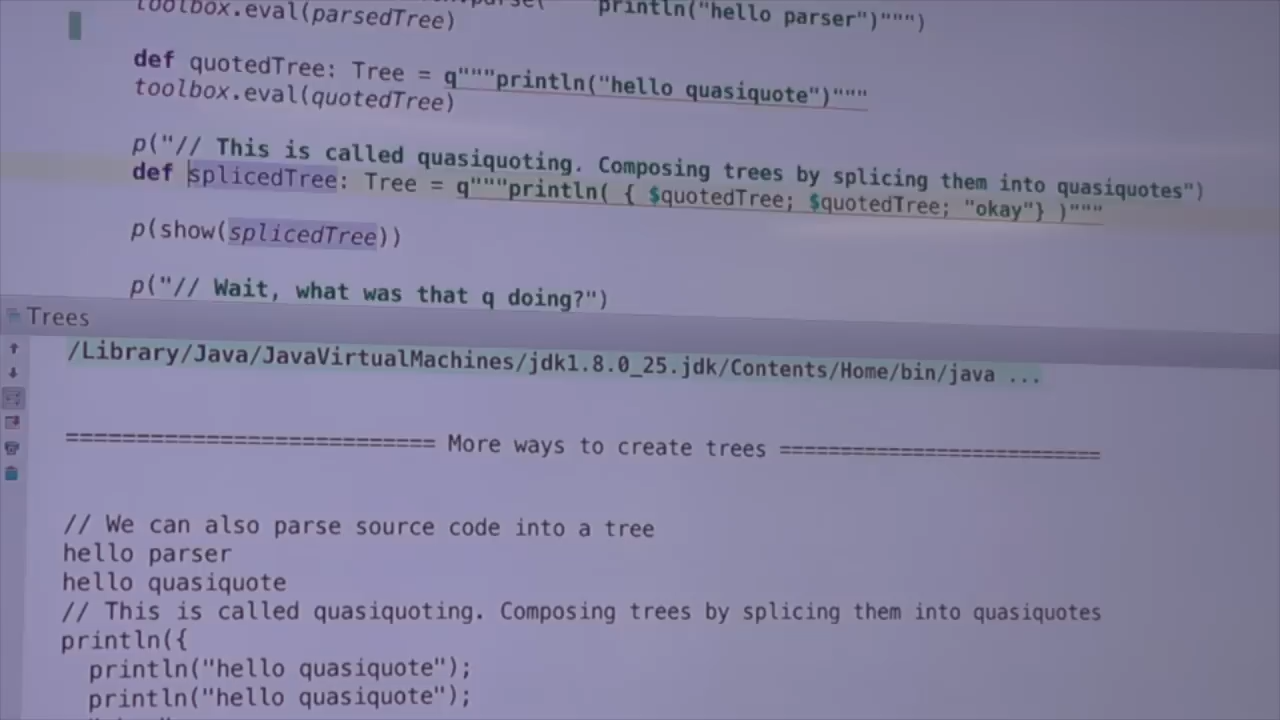 println("hello parser")""")
toolbox.eval(parsedTree)
def quotedTree: Tree = q"""println("hello quasiquote")"""
toolbox.eval(quotedTree)
p("// This is called quasiquoting. Composing trees by splicing them into quasiquotes")
def splicedTree: Tree = q"""println( { $quotedTree; $quotedTree; "okay"} )"""
p(show(splicedTree))
p("// Wait, what was that q doing?")
Trees
/Library/Java/JavaVirtualMachines/jdk1.8.0_25.jdk/Contents/Home/bin/java ...
========================== More ways to create trees ==========================
// We can also parse source code into a tree
hello parser
hello quasiquote
// This is called quasiquoting. Composing trees by splicing them into quasiquotes
println({
  println("hello quasiquote");
  println("hello quasiquote");